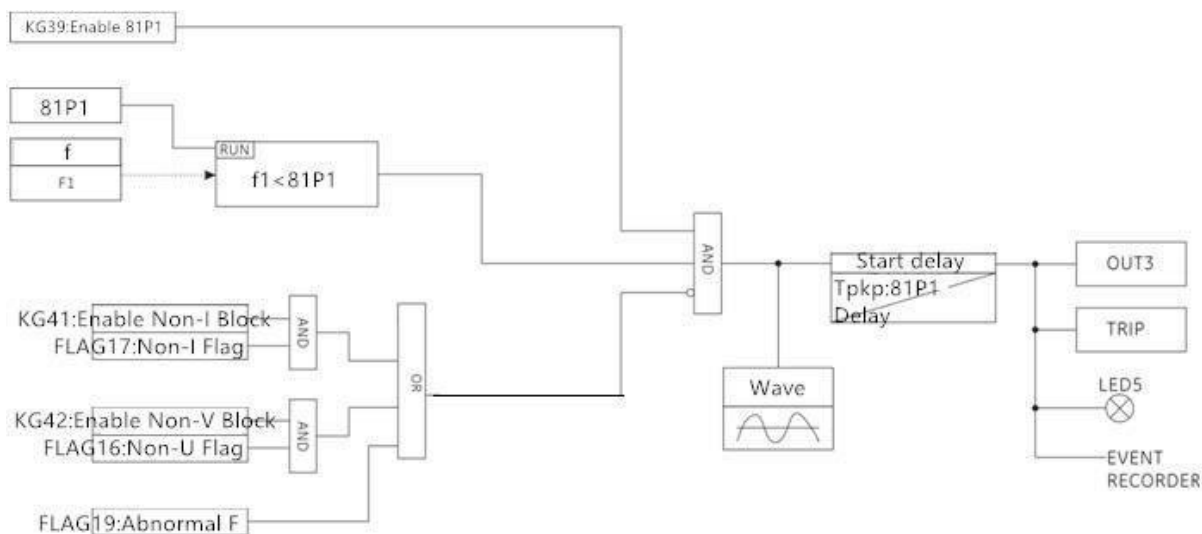 KG39:Enable 81P1
81P1
f
F1
RUN
f1<81P1
AND
Start delay
Tpkp:81P1
Delay
OUT3
TRIP
LED5
EVENT
RECORDER
Wave
KG41:Enable Non-I Block
FLAG17:Non-I Flag
AND
OR
KG42:Enable Non-V Block
FLAG16:Non-U Flag
AND
FLAG19:Abnormal F